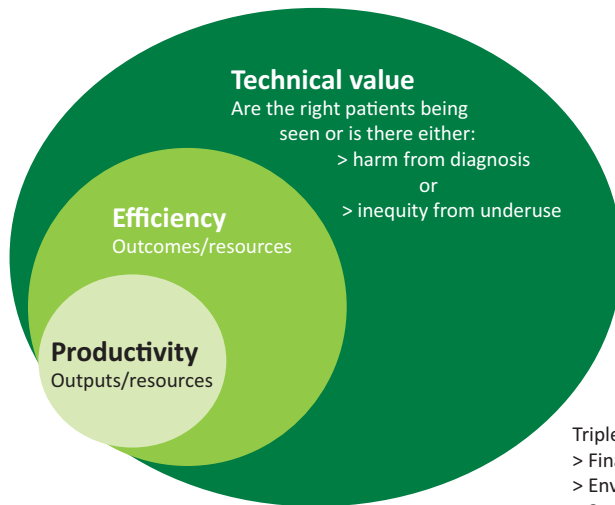 Technical value
Are the right patients being
seen or is there either:
> harm from diagnosis
or
> inequity from underuse
Efficiency
Outcomes/resources
Productivity
Outputs/resources
Triple
>
>